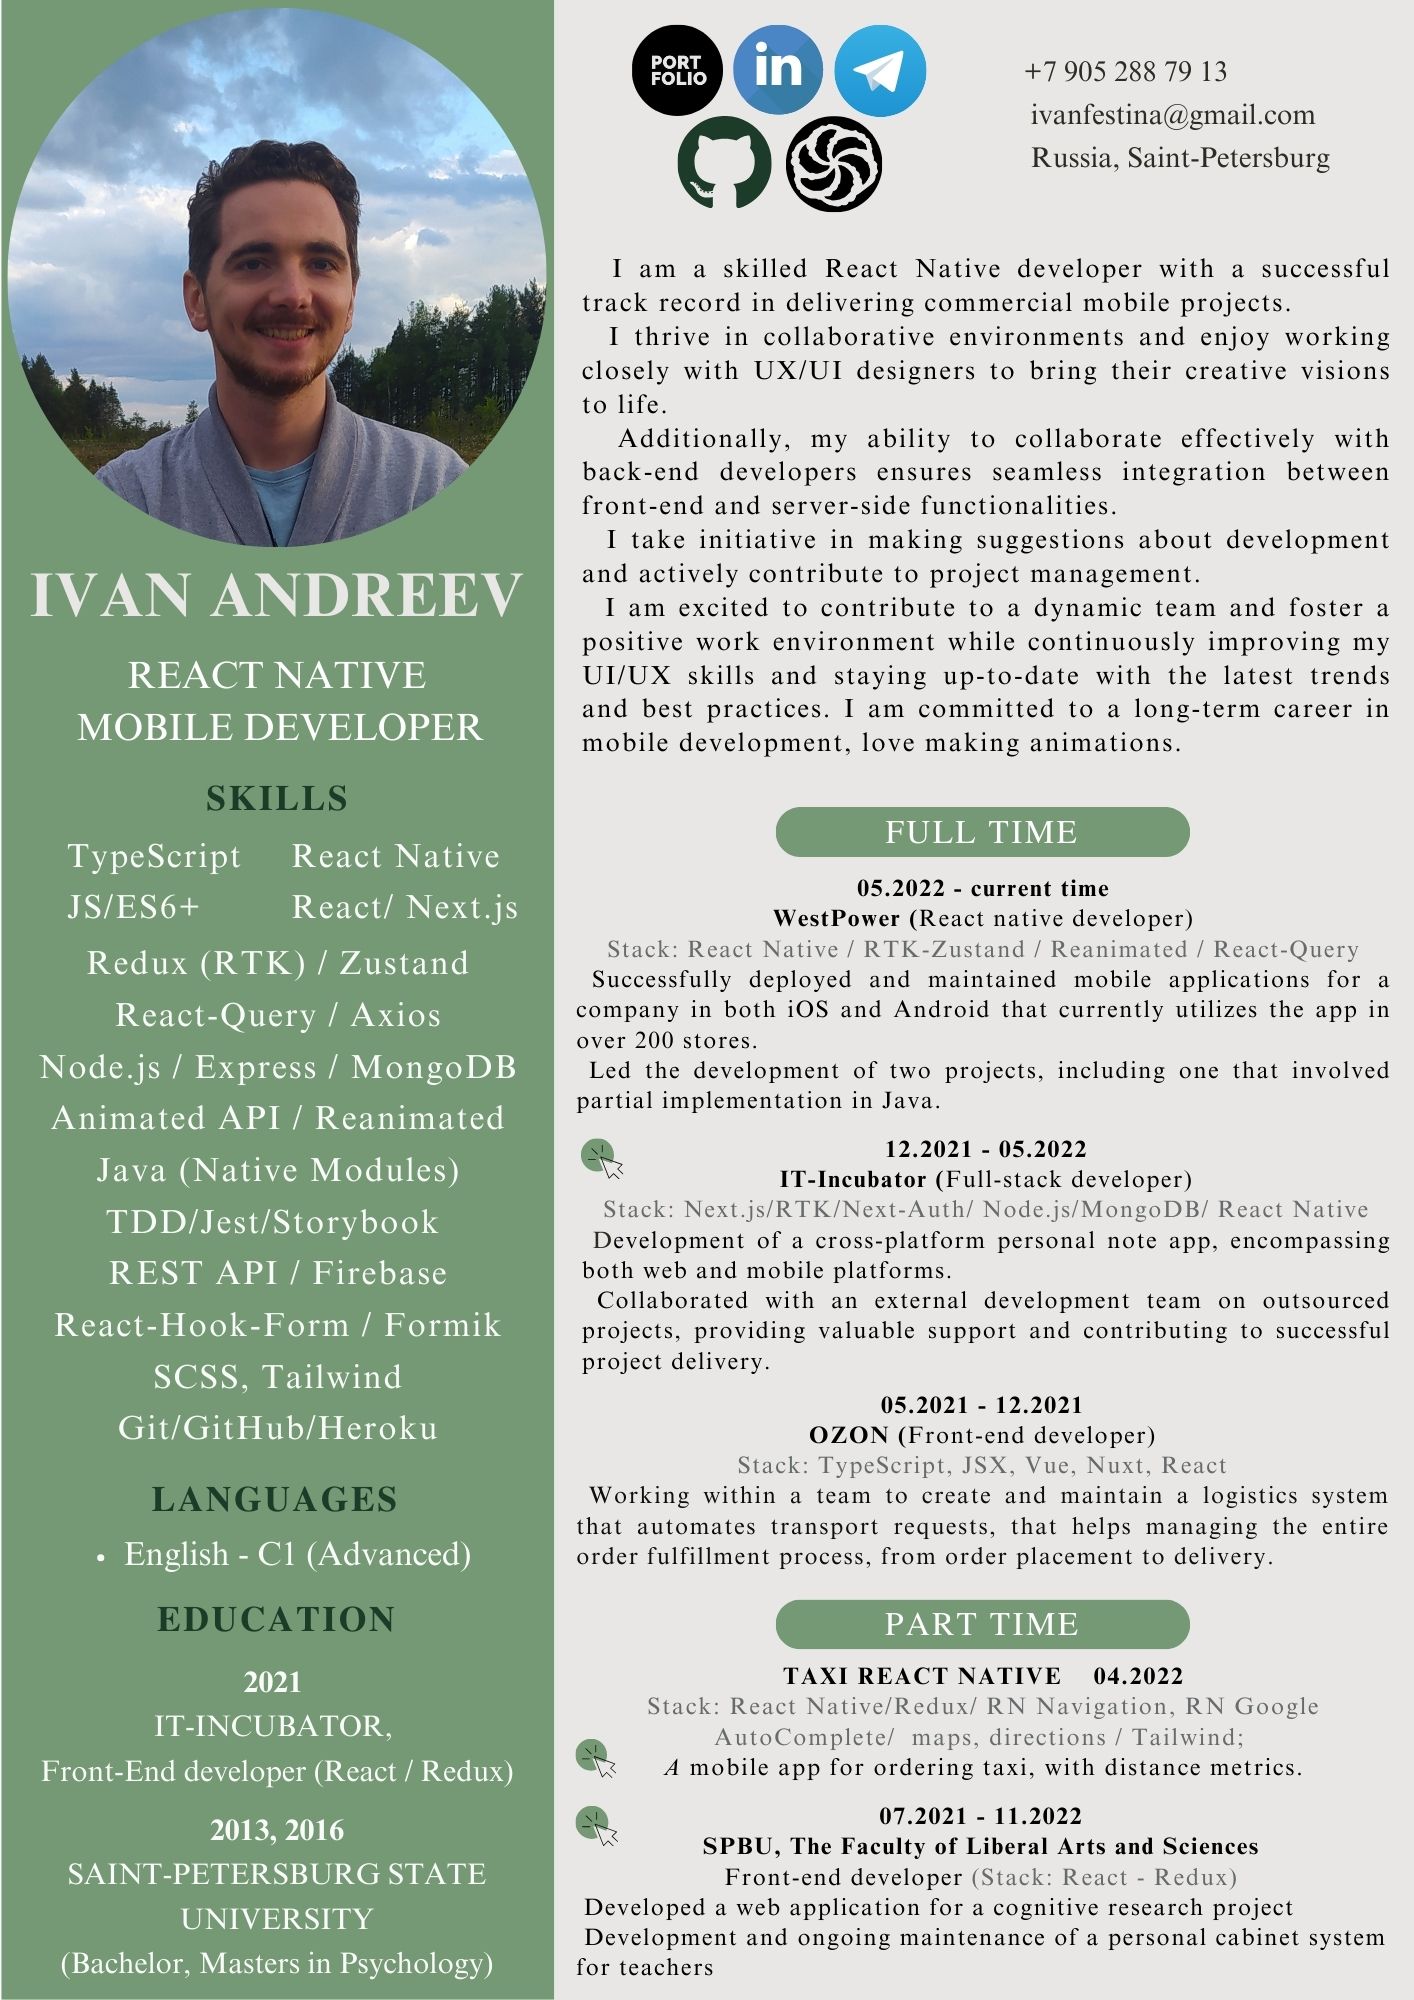 IVAN ANDREEV
REACT NATIVE
MOBILE DEVELOPER
SKILLS
TypeScript React Native
JS/ES6+ React/ Next.js
Redux (RTK) / Zustand
React-Query / Axios
Node.js / Express / MongoDB
Animated API / Reanimated
Java (Native Modules)
TDD/Jest/Storybook
REST API / Firebase
React-Hook-Form / Formik
SCSS, Tailwind
Git/GitHub/Heroku
LANGUAGES
• English - C1 (Advanced)
EDUCATION
2021
IT-INCUBATOR,
Front-End developer (React / Redux)
2013, 2016
SAINT-PETERSBURG STATE
UNIVERSITY
(Bachelor, Masters in Psychology)
PORT
FOLIO
in
+7 905 288 79 13
ivanfestina@gmail.com
Russia, Saint-Petersburg
I am a skilled React Native developer with a successful
track record in delivering commercial mobile projects.
I thrive in collaborative environments and enjoy working
closely with UX/UI designers to bring their creative visions
to life.
Additionally, my ability to collaborate effectively with
back-end developers ensures seamless integration between
front-end and server-side functionalities.
I take initiative in making suggestions about development
and actively contribute to project management.
I am excited to contribute to a dynamic team and foster a
positive work environment while continuously improving my
UI/UX skills and staying up-to-date with the latest trends
and best practices. I am committed to a long-term career in
mobile development, love making animations.
FULL TIME
05.2022 - current time
WestPower (React native developer)
Stack: React Native / RTK-Zustand / Reanimated / React-Query
Successfully deployed and maintained mobile applications for a
company in both iOS and Android that currently utilizes the app in
over 200 stores.
Led the development of two projects, including one that involved
partial implementation in Java.
12.2021 - 05.2022
IT-Incubator (Full-stack developer)
Stack: Next.js/RTK/Next-Auth/ Node.js/MongoDB/ React Native
Development of a cross-platform personal note app, encompassing
both web and mobile platforms.
Collaborated with an external development team on outsourced
projects, providing valuable support and contributing to successful
project delivery.
05.2021 - 12.2021
OZON (Front-end developer)
Stack: TypeScript, JSX, Vue, Nuxt, React
Working within a team to create and maintain a logistics system
that automates transport requests, that helps managing the entire
order fulfillment process, from order placement to delivery.
PART TIME
TAXI REACT NATIVE 04.2022
Stack: React Native/Redux/ RN Navigation, RN Google
AutoComplete/ maps, directions / Tailwind;
A mobile app for ordering taxi, with distance metrics.
07.2021 - 11.2022
SPBU, The Faculty of Liberal Arts and Sciences
Front-end developer (Stack: React - Redux)
Developed a web application for a cognitive research project
Development and ongoing maintenance of a personal cabinet system
for teachers